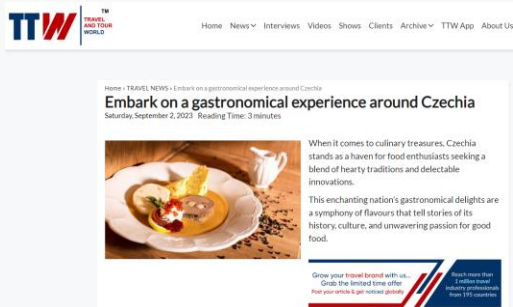 TTW
TM
TRAVEL
AND TOUR
WORLD
Home News Interviews Videos Shows Clients Archive TTW App About Us
Home » TRAVEL NEWS » Embark on a gastronomical experience around Czechia
Embark on a gastronomical experience around Czechia
Saturday, September 2, 2023 Reading Time: 3 minutes
When it comes to culinary treasures, Czechia
stands as a haven for food enthusiasts seeking a
blend of hearty traditions and delectable
innovations.
This enchanting nation's gastronomical delights are
a symphony of flavours that tell stories of its
history, culture, and unwavering passion for good
food.
Grow your travel brand with us...
Grab the limited time offer
Post your article & get noticed globally
Reach more than
1 million travel
industry professionals
from 195 countries